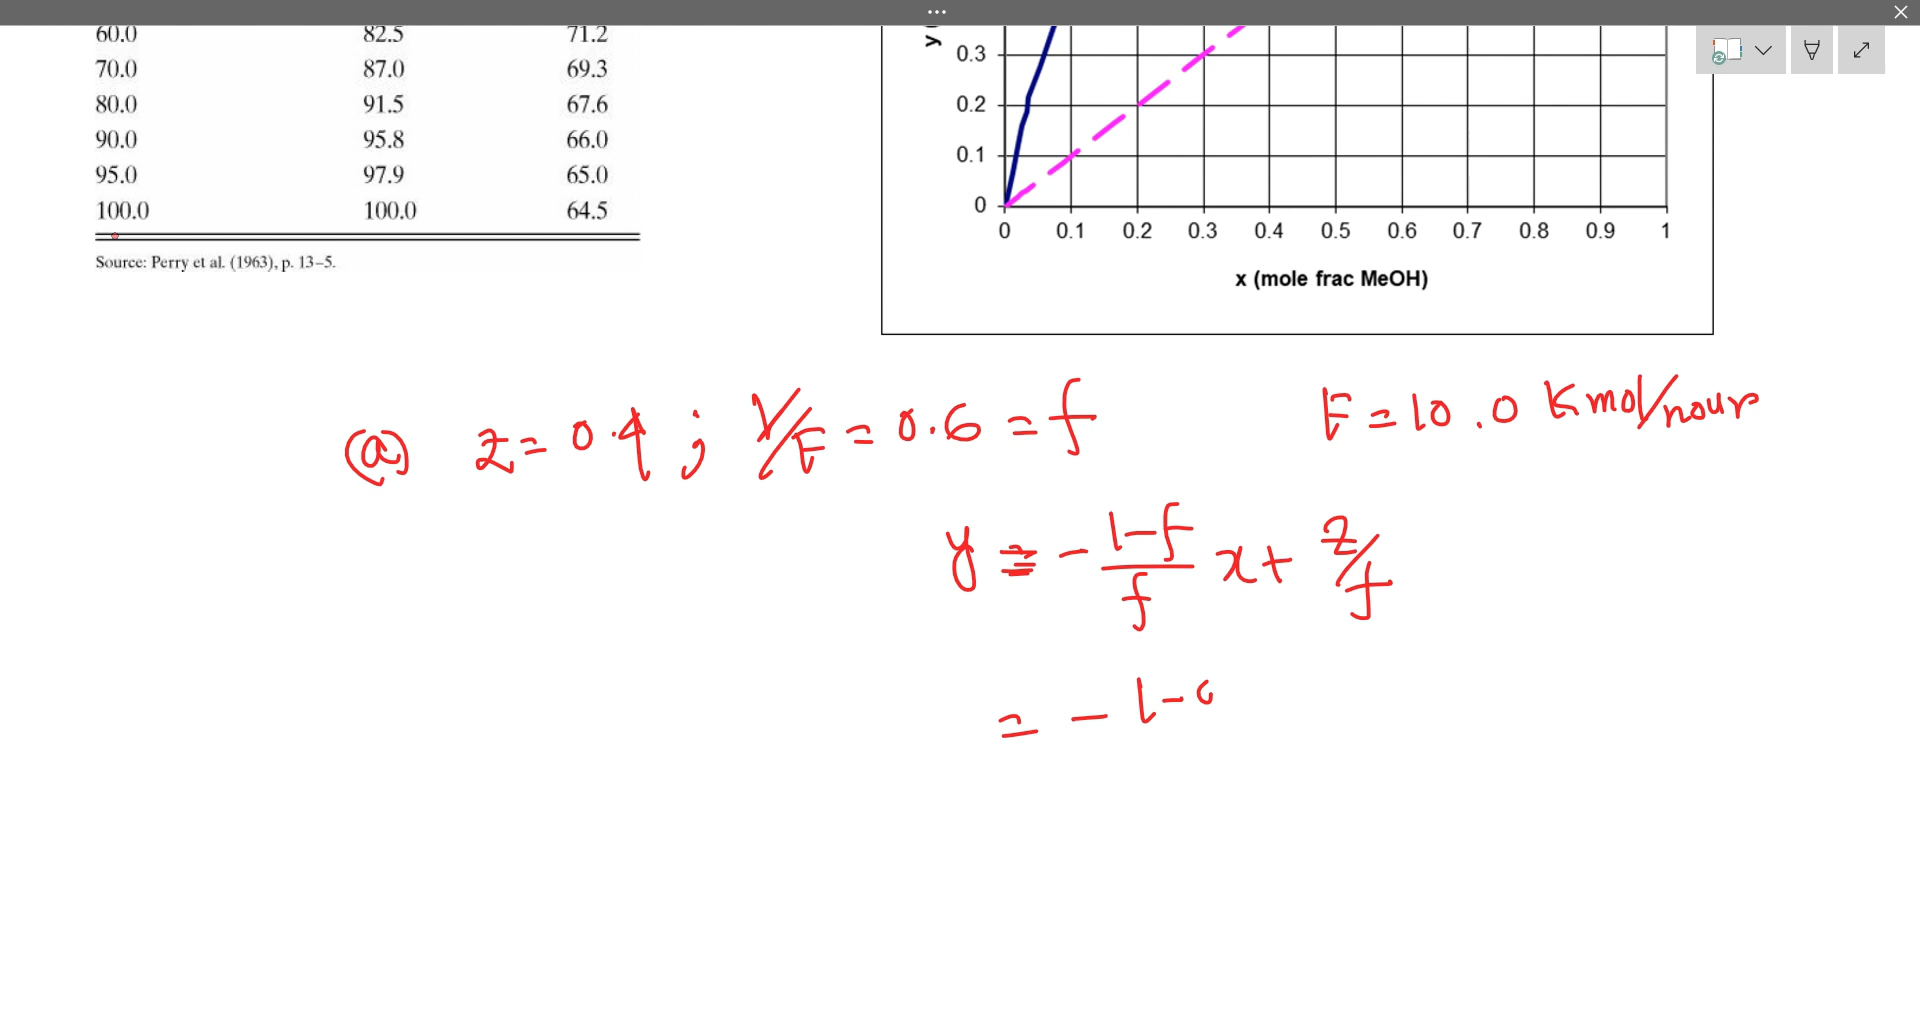 60.0 82.5 71.2
70.0 87.0 69.3
80.0 91.5 67.6
90.0 95.8 66.0
95.0 97.9 65.0
100.0 100.0 64.5
Source: Perry et al. (1963), p. 13–5.
y
0.3
0.2
0.1
0
0 0.1 0.2 0.3 0.4 0.5 0.6 0.7 0.8 0.9 1
x (mole frac MeOH)
(a) z = 0.4 ; V/F = 0.6 = f F = 10.0 Kmol/hour
y = - (1-f)/f x + z/f
= - 1-0